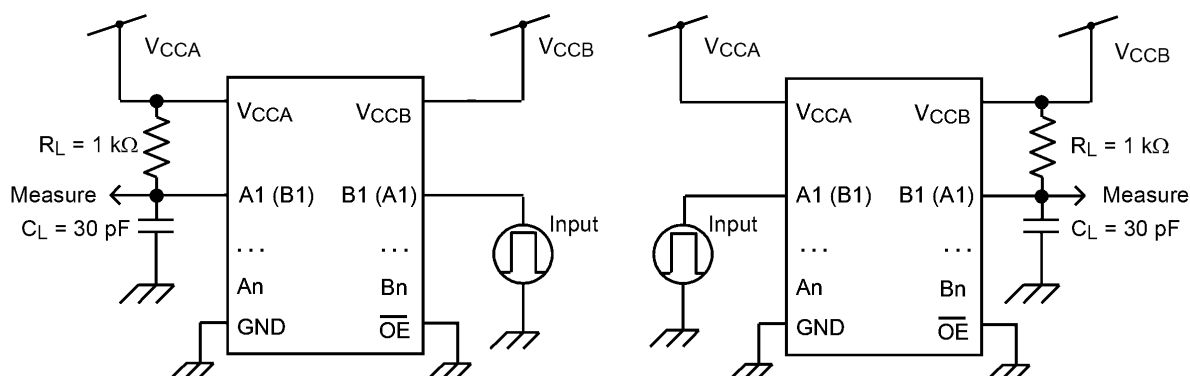 VCCA
VCCB
VCCA
VCCB
RL = 1 kΩ
Measure
A1 (B1)
B1 (A1)
CL = 30 pF
Input
...
...
An
Bn
GND
OE
VCCA
VCCB
VCCA
VCCB
RL = 1 kΩ
A1 (B1)
B1 (A1)
Measure
Input
CL = 30 pF
...
...
An
Bn
GND
OE